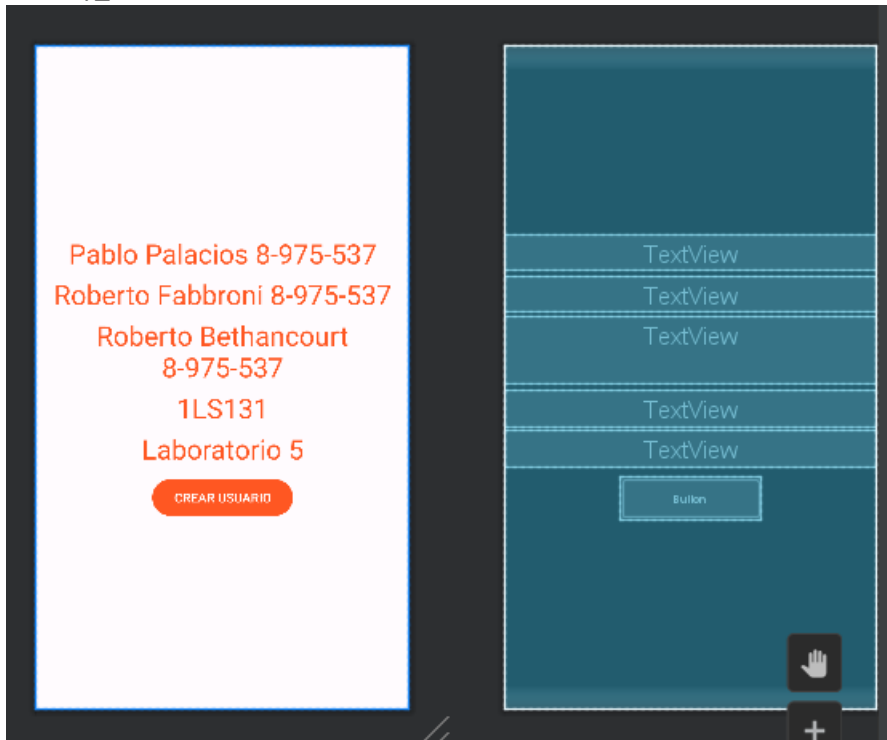 Pablo Palacios 8-975-537
Roberto Fabbroni 8-975-537
Roberto Bethancourt
8-975-537
1LS131
Laboratorio 5
CREAR USUARIO
TextView
TextView
TextView
TextView
TextView
Button